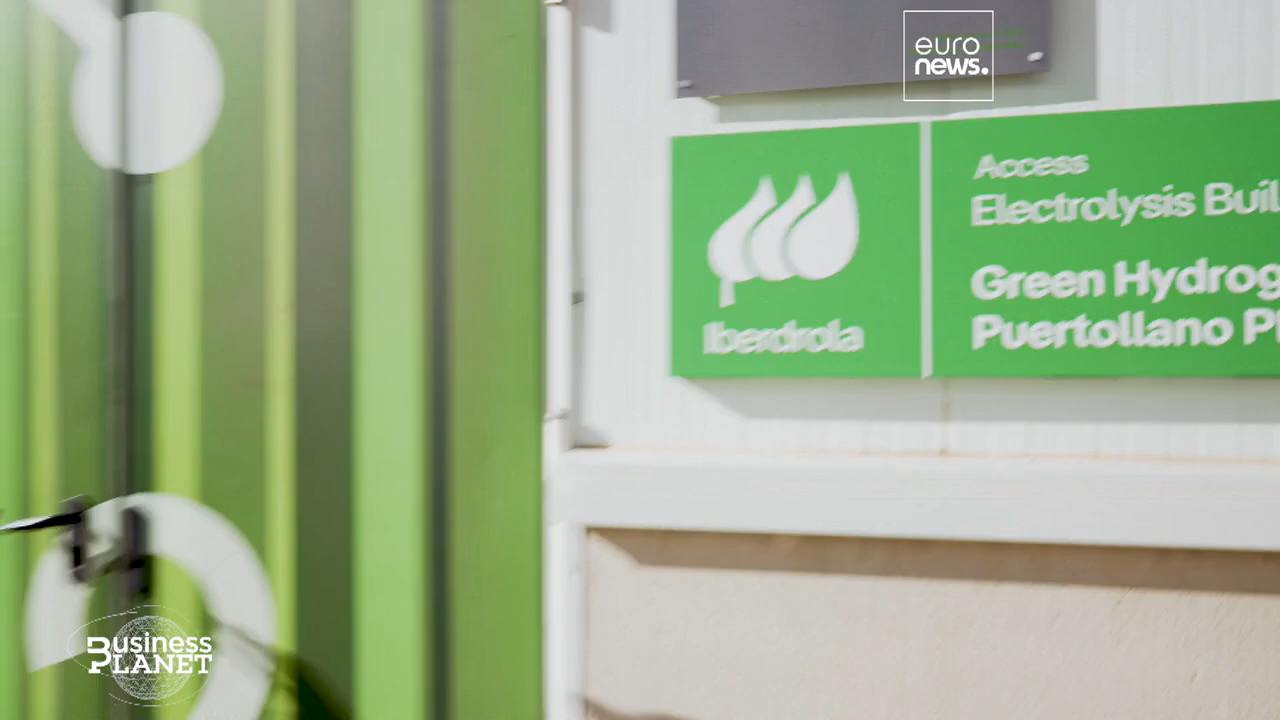 euro
news.
Access
Electrolysis Buil
Iberdrola
Green Hydrog
Puertollano Pl
Business
PLANET